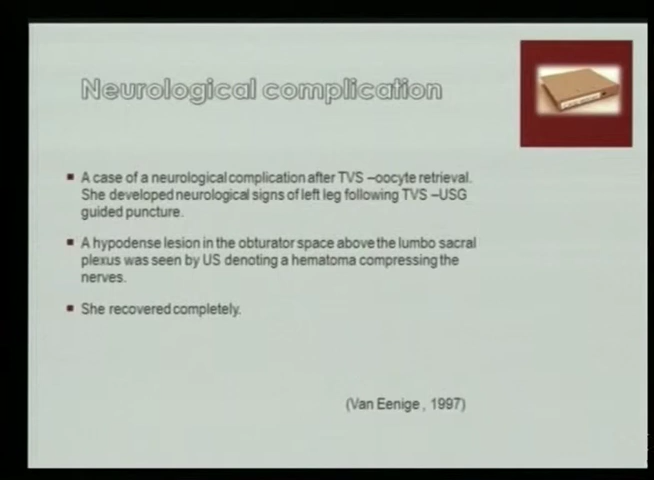 Neurological complication
A case of a neurological complication after TVS –oocyte retrieval.
She developed neurological signs of left leg following TVS –USG
guided puncture.
A hypodense lesion in the obturator space above the lumbo sacral
plexus was seen by US denoting a hematoma compressing the
nerves.
She recovered completely.
(Van Eenige , 1997)